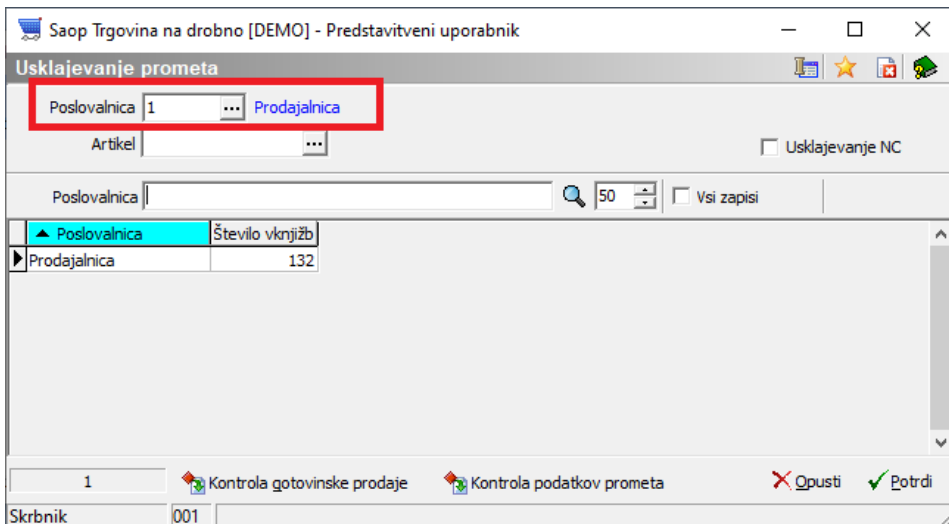 Saop Trgovina na drobno [DEMO] - Predstavitveni uporabnik
Usklajevanje prometa
Poslovalnica 1 ... Prodajalnica
Artikel ... Usklajevanje NC
Poslovalnica 50 Vsi zapisi
Poslovalnica Število vknjižb
Prodajalnica 132
1 Kontrola gotovinske prodaje Kontrola podatkov prometa Opusti Potrdi
Skrbnik 001